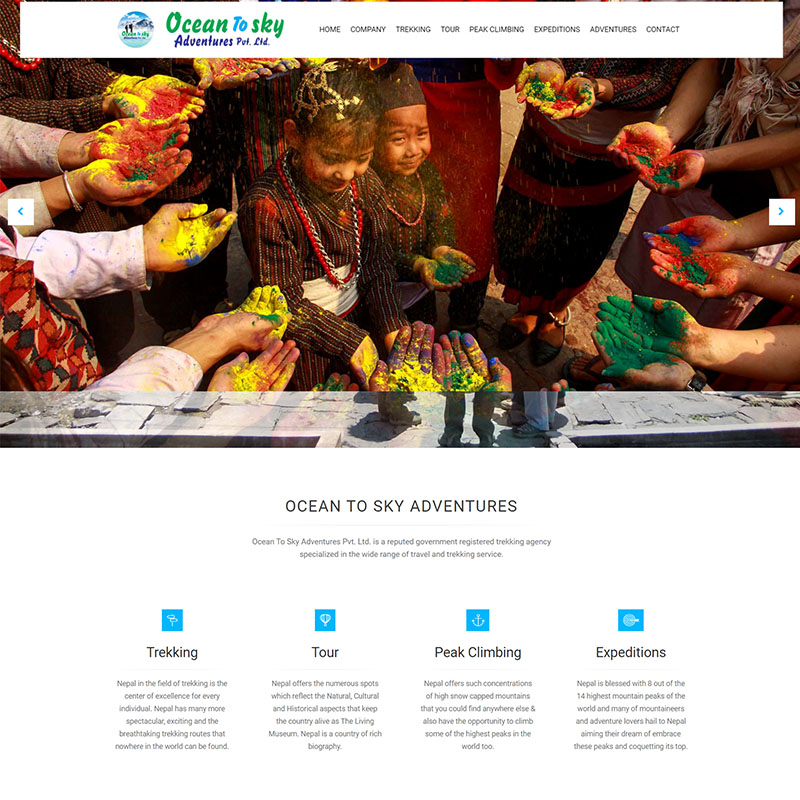 Ocean To sky
Adventures Pvt. Ltd.
HOME COMPANY TREKKING TOUR PEAK CLIMBING EXPEDITIONS ADVENTURES CONTACT
OCEAN TO SKY ADVENTURES
Ocean To Sky Adventures Pvt. Ltd. is a reputed government registered trekking agency
specialized in the wide range of travel and trekking service.
Trekking
Nepal in the field of trekking is the
center of excellence for every
individual. Nepal has many more
spectacular, exciting and the
breathtaking trekking routes that
nowhere in the world can be found.
Tour
Nepal offers the numerous spots
which reflect the Natural, Cultural
and Historical aspects that keep
the country alive as The Living
Museum. Nepal is a country of rich
biography.
Peak Climbing
Nepal offers such concentrations
of high snow capped mountains
that you could find anywhere else &
also have the opportunity to climb
some of the highest peaks in the
world too.
Expeditions
Nepal is blessed with 8 out of the
14 highest mountain peaks of the
world and many of mountaineers
and adventure lovers hail to Nepal
aiming their dream of embrace
these peaks and coquetting its top.